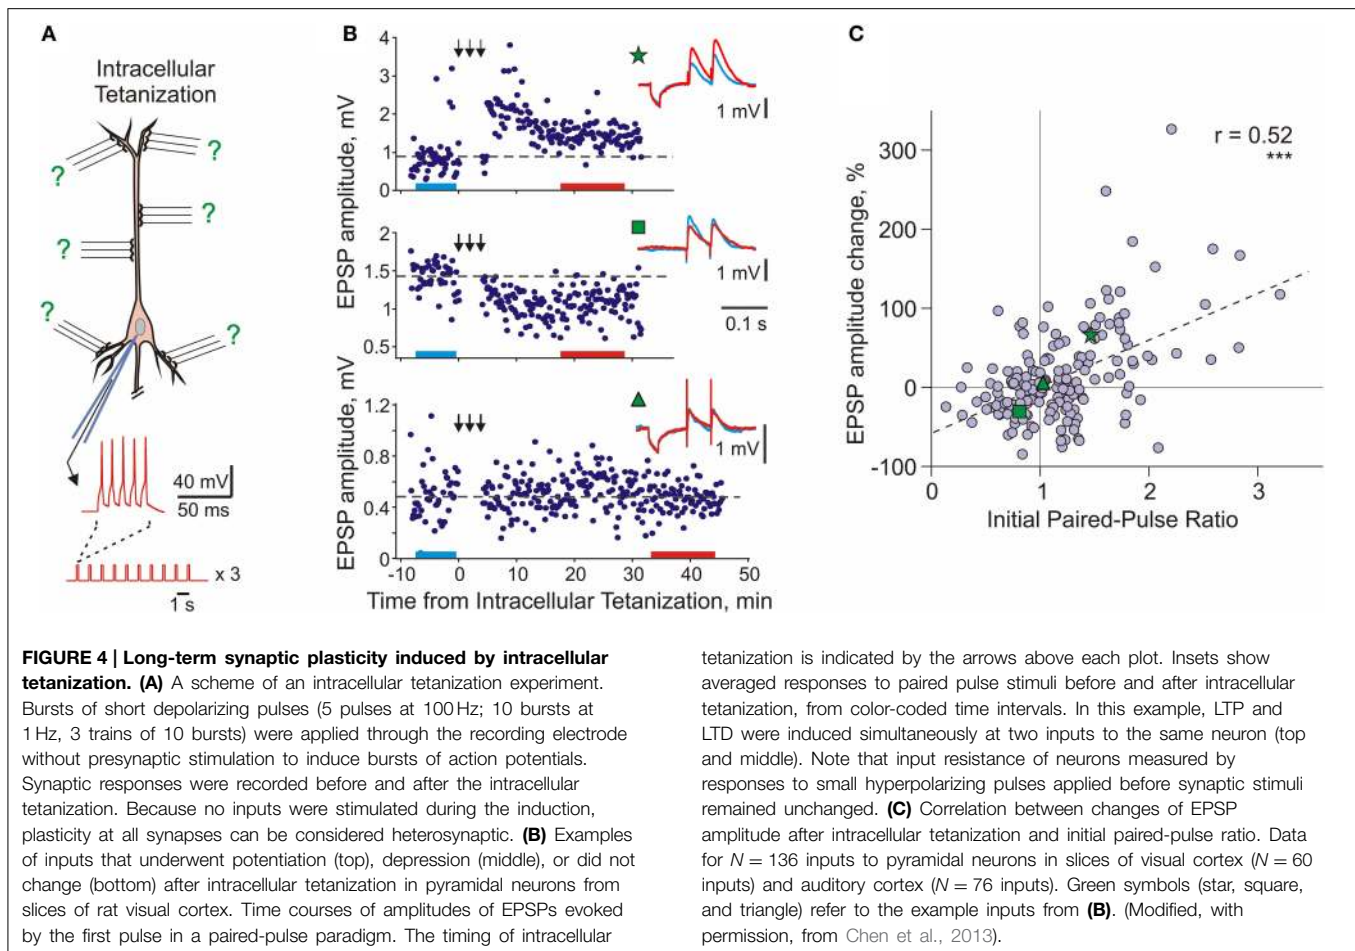 A
Intracellular
Tetanization
?
?
?
?
?
?
40 mV
50 ms
x 3
1 s
B
EPSP amplitude, mV
4
3
2
1
0
1 mV
EPSP amplitude, mV
2
1.5
1
0.5
1 mV
0.1 s
EPSP amplitude, mV
1.2
0.8
0.4
0
1 mV
-10 0 10 20 30 40 50
Time from Intracellular Tetanization, min
C
r = 0.52
***
EPSP amplitude change, %
300
200
100
0
-100
0 1 2 3
Initial Paired-Pulse Ratio
FIGURE 4 | Long-term synaptic plasticity induced by intracellular
tetanization. (A) A scheme of an intracellular tetanization experiment.
Bursts of short depolarizing pulses (5 pulses at 100 Hz; 10 bursts at
1 Hz, 3 trains of 10 bursts) were applied through the recording electrode
without presynaptic stimulation to induce bursts of action potentials.
Synaptic responses were recorded before and after the intracellular
tetanization. Because no inputs were stimulated during the induction,
plasticity at all synapses can be considered heterosynaptic. (B) Examples
of inputs that underwent potentiation (top), depression (middle), or did not
change (bottom) after intracellular tetanization in pyramidal neurons from
slices of rat visual cortex. Time courses of amplitudes of EPSPs evoked
by the first pulse in a paired-pulse paradigm. The timing of intracellular
tetanization is indicated by the arrows above each plot. Insets show
averaged responses to paired pulse stimuli before and after intracellular
tetanization, from color-coded time intervals. In this example, LTP and
LTD were induced simultaneously at two inputs to the same neuron (top
and middle). Note that input resistance of neurons measured by
responses to small hyperpolarizing pulses applied before synaptic stimuli
remained unchanged. (C) Correlation between changes of EPSP
amplitude after intracellular tetanization and initial paired-pulse ratio. Data
for N = 136 inputs to pyramidal neurons in slices of visual cortex (N = 60
inputs) and auditory cortex (N = 76 inputs). Green symbols (star, square,
and triangle) refer to the example inputs from (B). (Modified, with
permission, from Chen et al., 2013).